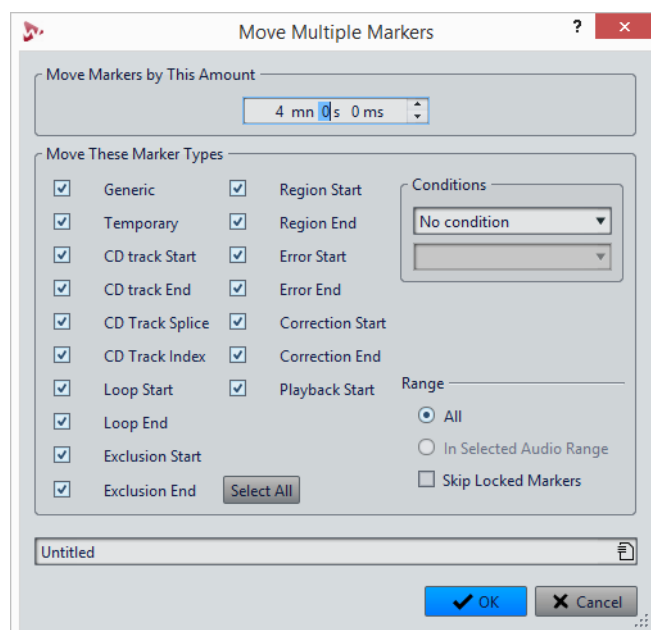 Move Multiple Markers ?
Move Markers by This Amount
4 mn 0 s 0 ms
Move These Marker Types
Generic
Temporary
CD track Start
CD track End
CD Track Splice
CD Track Index
Loop Start
Loop End
Exclusion Start
Exclusion End
Region Start
Region End
Error Start
Error End
Correction Start
Correction End
Playback Start
Select All
Conditions
No condition
Range
All
In Selected Audio Range
Skip Locked Markers
Untitled
OK
Cancel